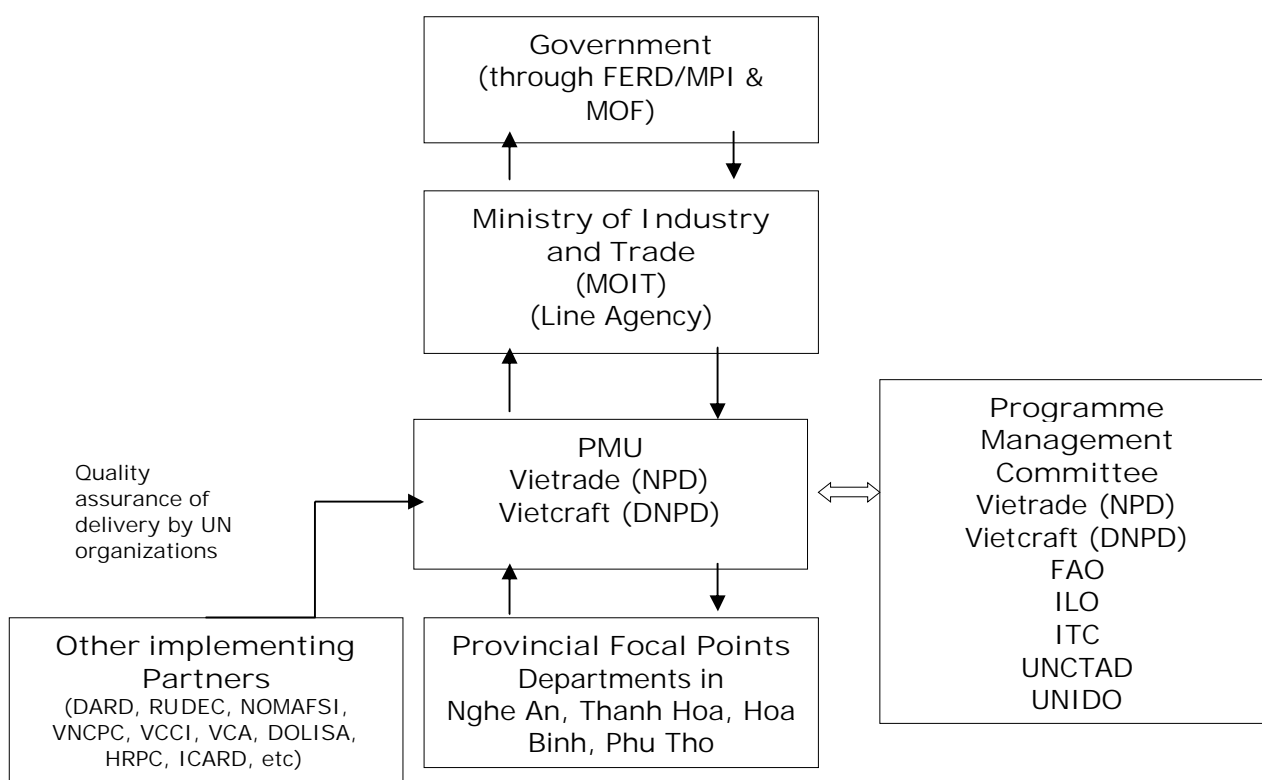 Government
(through FERD/MPI &
MOF)
Ministry of Industry
and Trade
(MOIT)
(Line Agency)
PMU
Vietrade (NPD)
Vietcraft (DNPD)
Programme
Management
Committee
Vietrade (NPD)
Vietcraft (DNPD)
FAO
ILO
ITC
UNCTAD
UNIDO
Quality
assurance of
delivery by UN
organizations
Other implementing
Partners
(DARD, RUDEC, NOMAFSI,
VNCPC, VCCI, VCA, DOLISA,
HRPC, ICARD, etc)
Provincial Focal Points
Departments in
Nghe An, Thanh Hoa, Hoa
Binh, Phu Tho